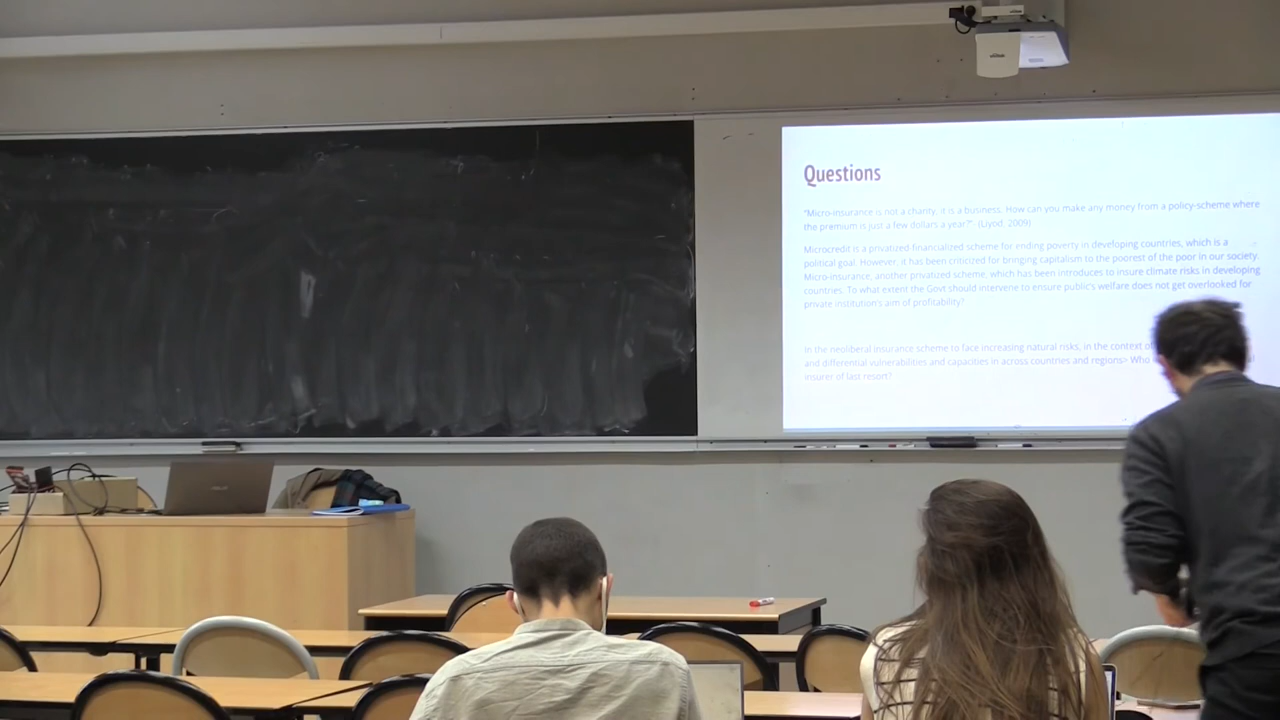 Questions
"Micro-insurance is not a charity, it is a business. How can you make any money from a policy-scheme where
the premium is just a few dollars a year?" (Llyod, 2009)
Microcredit is a privatized financialized scheme for ending poverty in developing countries, which is a
political goal. However, it has been criticized for bringing capitalism to the poorest of the poor in our society.
Micro-insurance, another privatized scheme, which has been introduces to insure climate risks in developing
countries. To what extent the Govt should intervene to ensure public's welfare does not get overlooked for
private institution's aim of profitability?
In the neoliberal insurance scheme to face increasing natural risks, in the context of
and differential vulnerabilities and capacities in across countries and regions> Who
insurer of last resort?
ASUS